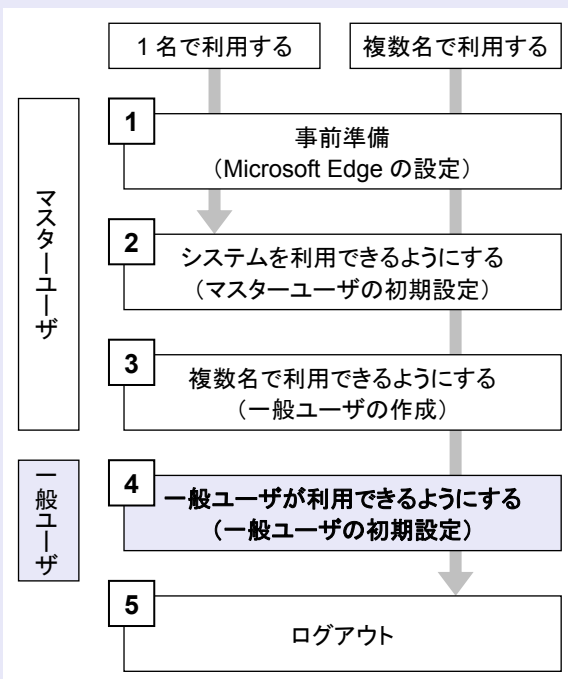 1 名で利用する
複数名で利用する
マスターユーザ
1
事前準備
（Microsoft Edge の設定）
2
システムを利用できるようにする
（マスターユーザの初期設定）
3
複数名で利用できるようにする
（一般ユーザの作成）
一般ユーザ
4
一般ユーザが利用できるようにする
（一般ユーザの初期設定）
5
ログアウト